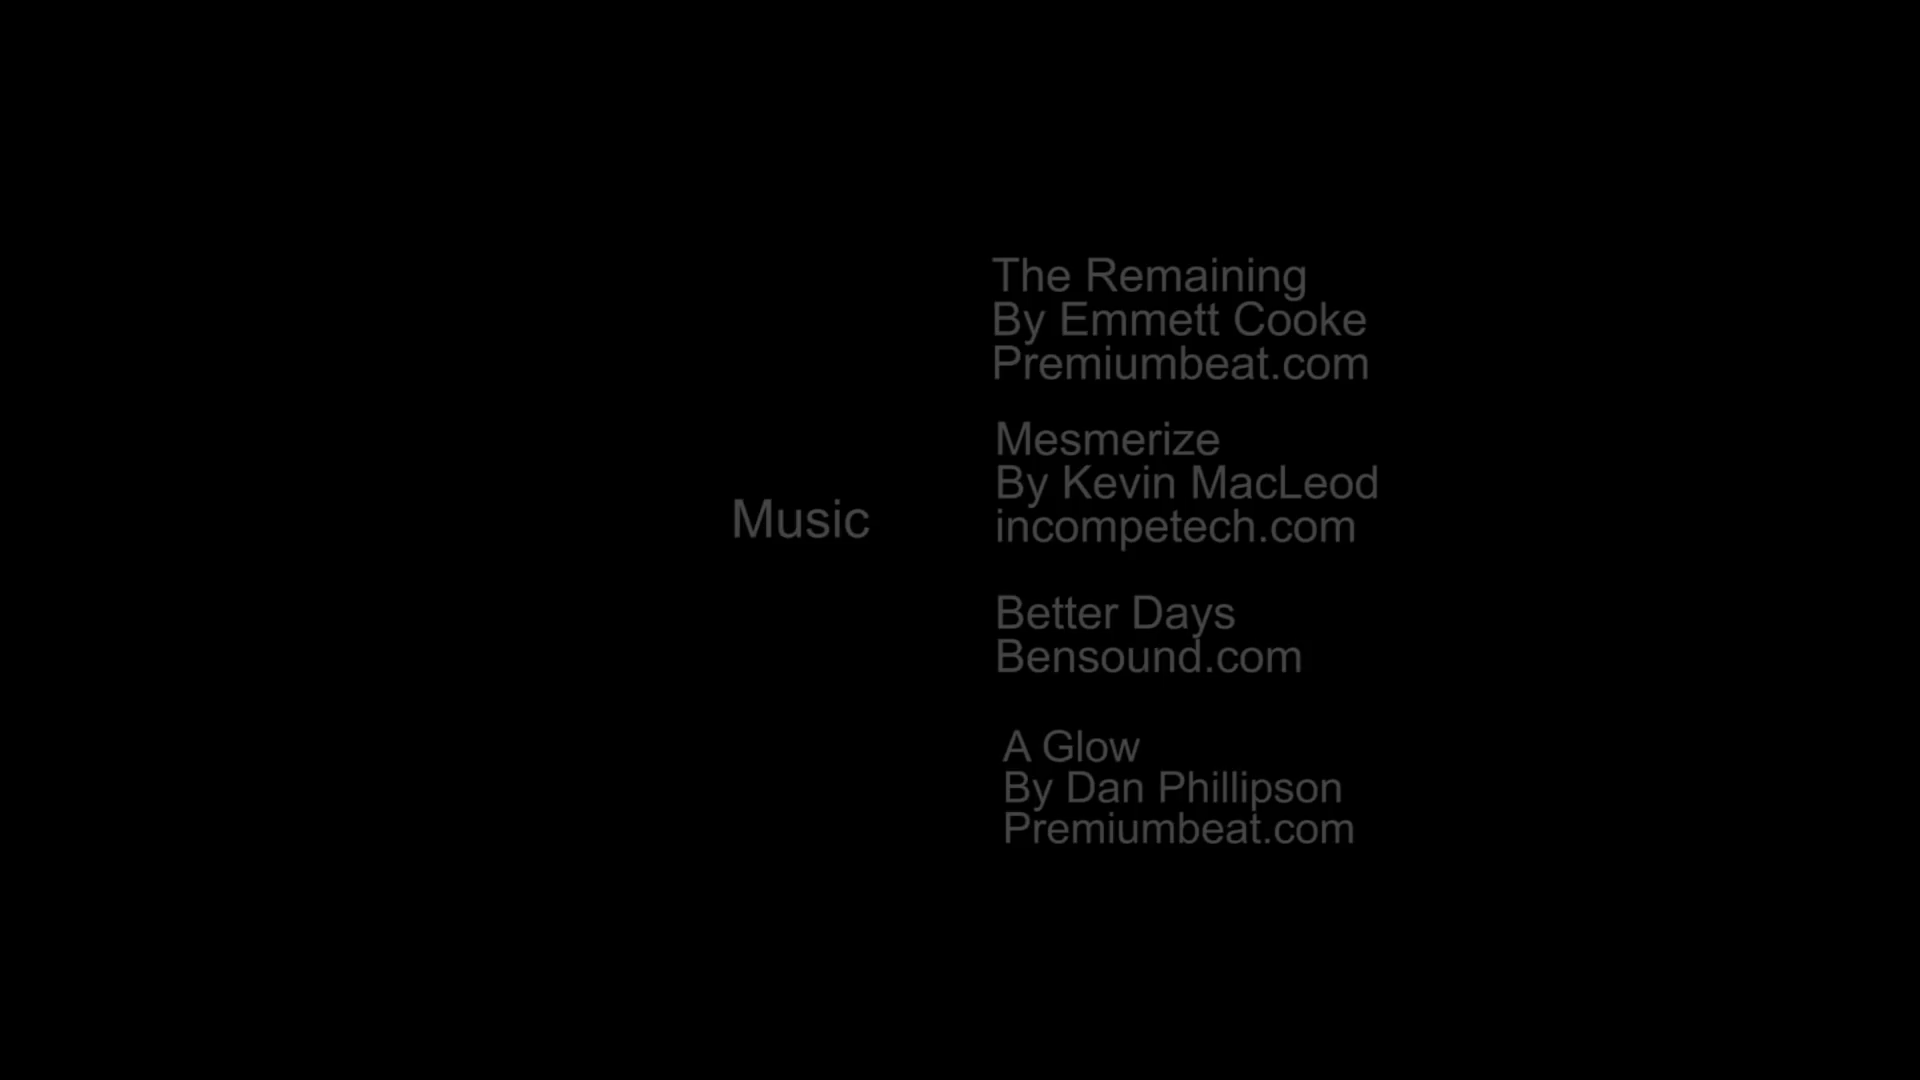 Music
The Remaining
By Emmett Cooke
Premiumbeat.com
Mesmerize
By Kevin MacLeod
incompetech.com
Better Days
Bensound.com
A Glow
By Dan Phillipson
Premiumbeat.com